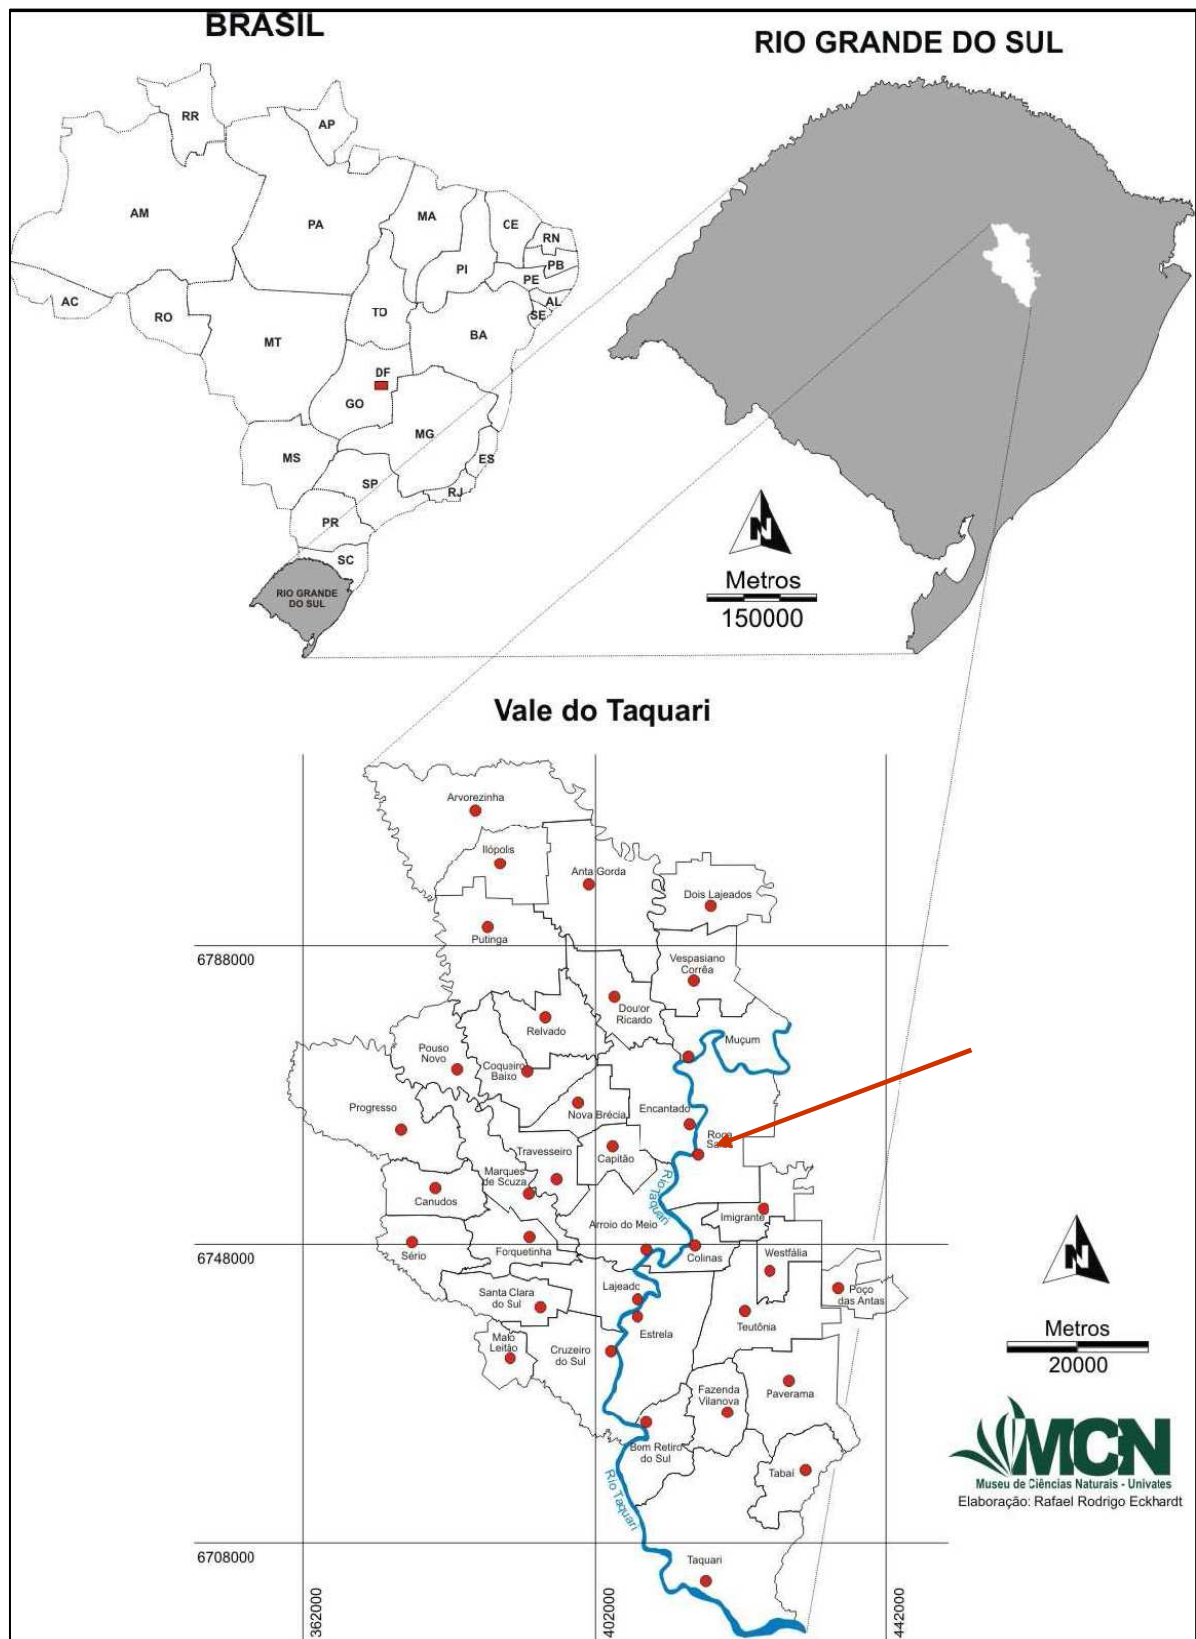 BRASIL
RIO GRANDE DO SUL
RR
AP
AM
PA
MA
CE
RN
PB
PI
PE
AL
SE
AC
RO
TO
BA
MT
DF
GO
MG
ES
MS
SP
RJ
PR
SC
RIO GRANDE
DO SUL
N
Metros
150000
Vale do Taquari
Arvorezinha
Ilópolis
Anta Gorda
Dois Lajeados
Putinga
6788000
Vespasiano
Corrêa
Doutor
Ricardo
Relvado
Muçum
Pouso
Novo
Coqueiro
Baixo
Progresso
Nova Brécia
Encantado
Roca
Travesseiro
Capitão
Marques
de Souza
Canudos
Rio Taquari
Imigrante
Arroio do Meio
6748000
Sério
Forquetinha
Colinas
Westfália
N
Santa Clara
do Sul
Lajeado
Poço
das Antas
Estrela
Teutônia
Mato
Leitão
Cruzeiro
do Sul
Metros
20000
Fazenda
Vilanova
Paverama
Bom Retiro
do Sul
Tabaí
MCN
Museu de Ciências Naturais - Univates
Elaboração: Rafael Rodrigo Eckhardt
Rio Taquari
6708000
Taquari
362000
402000
442000